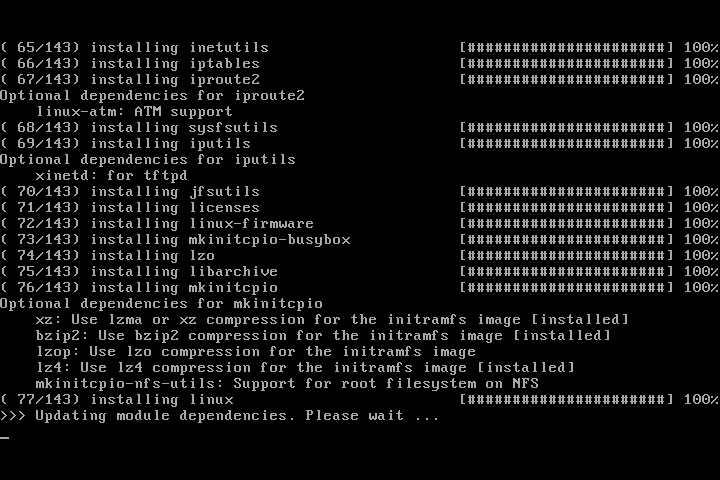 ( 65/143) installing inetutils [######################] 100%
( 66/143) installing iptables [######################] 100%
( 67/143) installing iproute2 [######################] 100%
Optional dependencies for iproute2
    linux-atm: ATM support
( 68/143) installing sysfsutils [######################] 100%
( 69/143) installing iputils [######################] 100%
Optional dependencies for iputils
    xinetd: for tftpd
( 70/143) installing jfsutils [######################] 100%
( 71/143) installing licenses [######################] 100%
( 72/143) installing linux-firmware [######################] 100%
( 73/143) installing mkinitcpio-busybox [######################] 100%
( 74/143) installing lzo [######################] 100%
( 75/143) installing libarchive [######################] 100%
( 76/143) installing mkinitcpio [######################] 100%
Optional dependencies for mkinitcpio
    xz: Use lzma or xz compression for the initramfs image [installed]
    bzip2: Use bzip2 compression for the initramfs image [installed]
    lzop: Use lzo compression for the initramfs image
    lz4: Use lz4 compression for the initramfs image [installed]
    mkinitcpio-nfs-utils: Support for root filesystem on NFS
( 77/143) installing linux [######################] 100%
>>> Updating module dependencies. Please wait ...
_